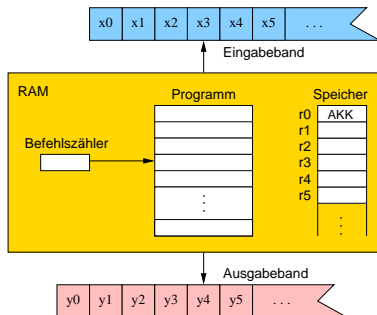 x0 x1 x2 x3 x4 x5 . . .
Eingabeband
RAM
Programm
Speicher
r0 AKK
r1
Befehlszähler
r2
r3
r4
r5
Ausgabeband
y0 y1 y2 y3 y4 y5 . . .